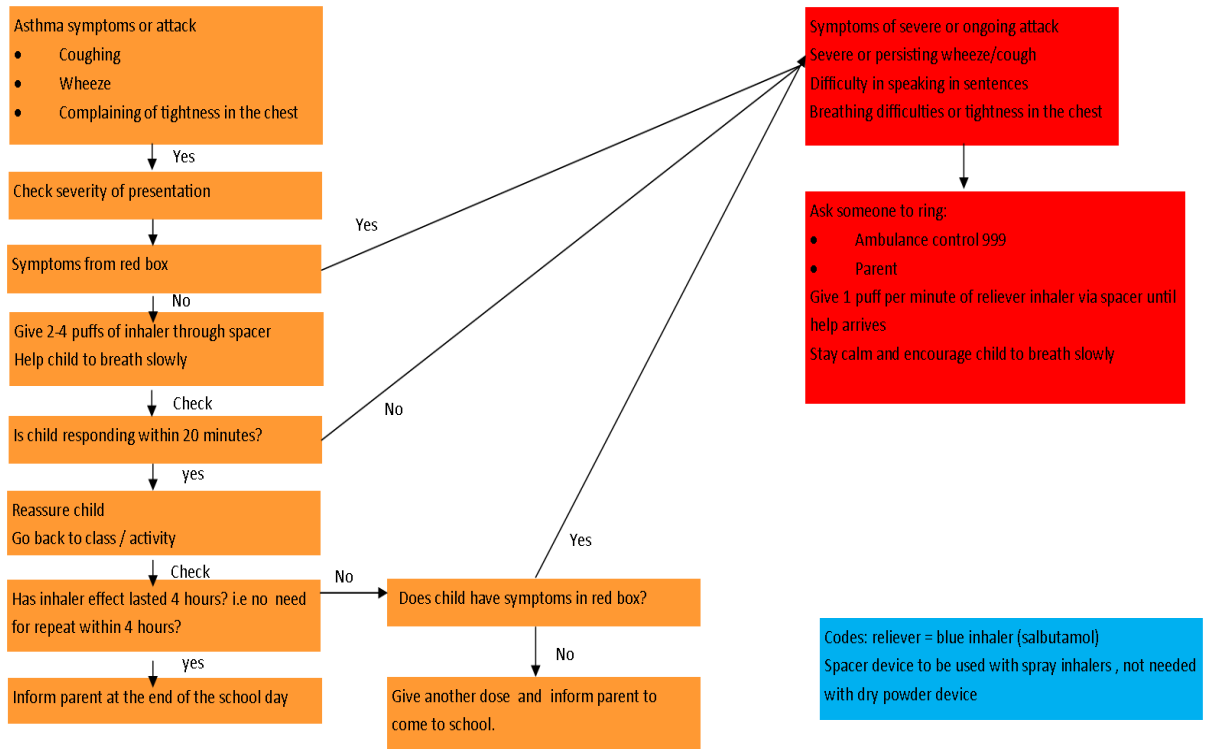 Asthma symptoms or attack
• Coughing
• Wheeze
• Complaining of tightness in the chest
Yes
Check severity of presentation
Symptoms from red box
Yes
No
Give 2-4 puffs of inhaler through spacer
Help child to breath slowly
Check
Is child responding within 20 minutes?
No
yes
Reassure child
Go back to class / activity
Check
Has inhaler effect lasted 4 hours? i.e no need
for repeat within 4 hours?
No
yes
Inform parent at the end of the school day
Does child have symptoms in red box?
Yes
No
Give another dose and inform parent to
come to school.
Symptoms of severe or ongoing attack
Severe or persisting wheeze/cough
Difficulty in speaking in sentences
Breathing difficulties or tightness in the chest
Ask someone to ring:
• Ambulance control 999
• Parent
Give 1 puff per minute of reliever inhaler via spacer until
help arrives
Stay calm and encourage child to breath slowly
Codes: reliever = blue inhaler (salbutamol)
Spacer device to be used with spray inhalers , not needed
with dry powder device